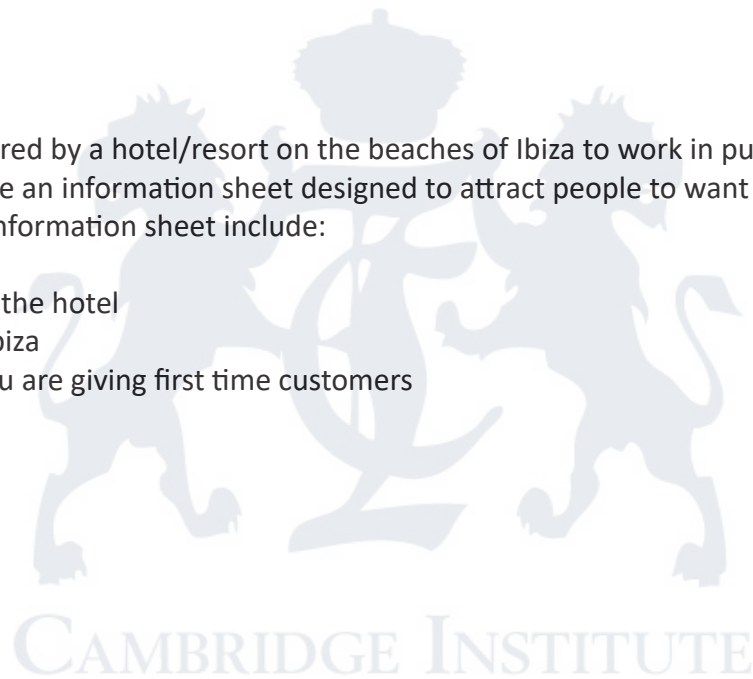 red by a hotel/resort on the beaches of Ibiza to work in pu
e an information sheet designed to attract people to want
nformation sheet include:
the hotel
biza
u are giving first time customers
CAMBRIDGE INSTITUTE